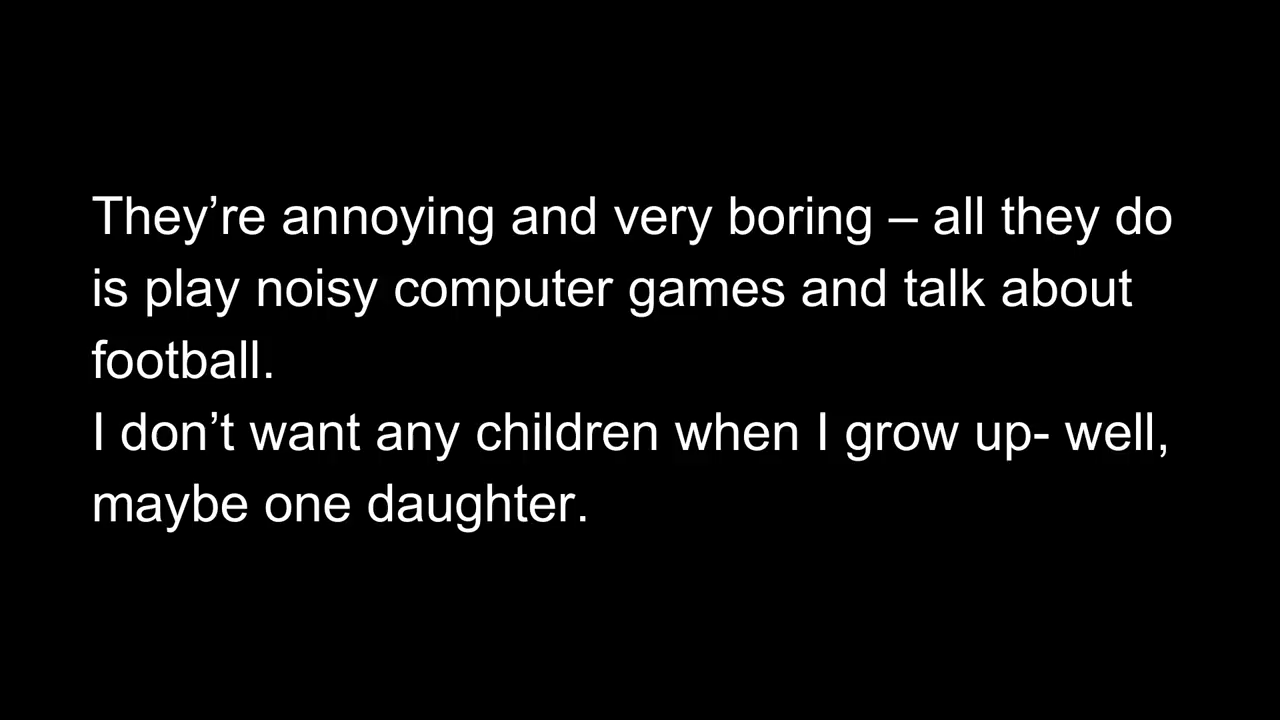 They’re annoying and very boring – all they do
is play noisy computer games and talk about
football.
I don’t want any children when I grow up- well,
maybe one daughter.